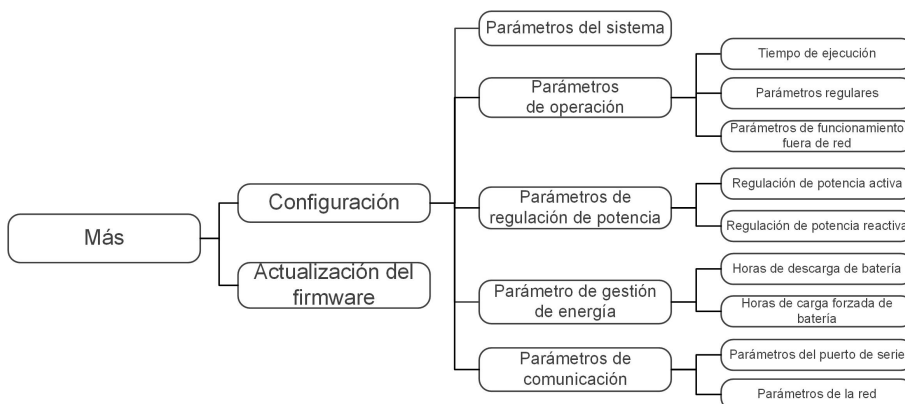 Más
Configuración
Actualización del
firmware
Parámetros del sistema
Parámetros
de operación
Tiempo de ejecución
Parámetros regulares
Parámetros de funcionamiento
fuera de red
Parámetros de
regulación de potencia
Regulación de potencia activa
Regulación de potencia reactiva
Parámetro de gestión
de energía
Horas de descarga de batería
Horas de carga forzada de
batería
Parámetros de
comunicación
Parámetros del puerto de serie
Parámetros de la red